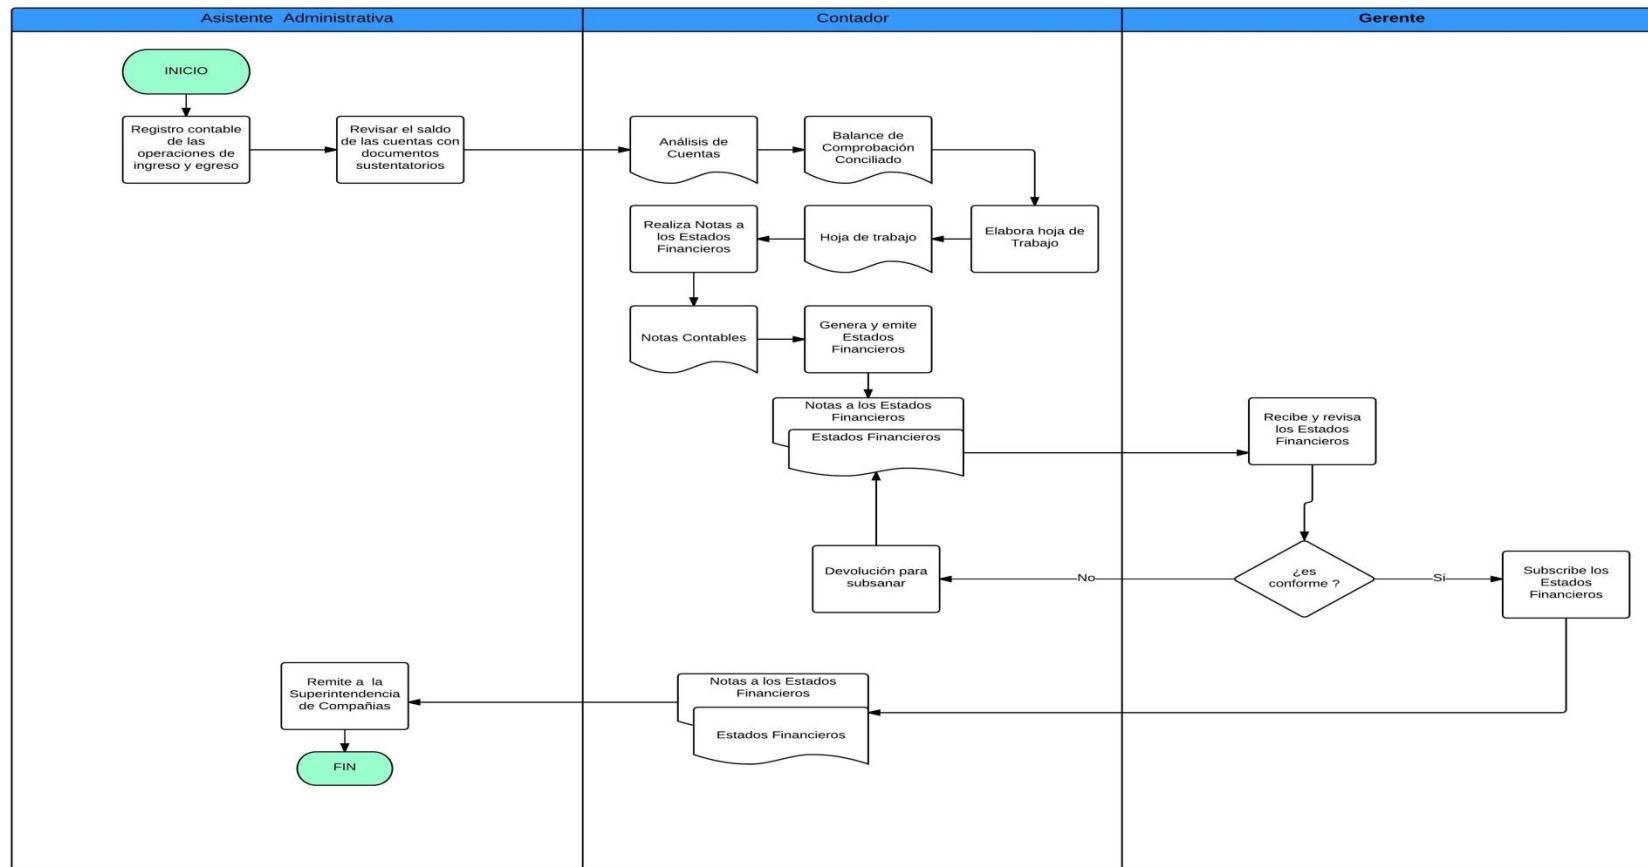 Asistente Administrativa
Contador
Gerente
INICIO
Registro contable
de las
operaciones de
ingreso y egreso
Revisar el saldo
de las cuentas con
documentos
sustentatorios
Análisis de
Cuentas
Balance de
Comprobación
Conciliado
Realiza Notas a
los Estados
Financieros
Hoja de trabajo
Elabora hoja de
Trabajo
Notas Contables
Genera y emite
Estados
Financieros
Notas a los Estados
Financieros
Estados Financieros
Recibe y revisa
los Estados
Financieros
Devolución para
subsanar
No
¿es
conforme ?
Si
Subscribe los
Estados
Financieros
Remite a la
Superintendencia
de Compañias
Notas a los Estados
Financieros
Estados Financieros
FIN